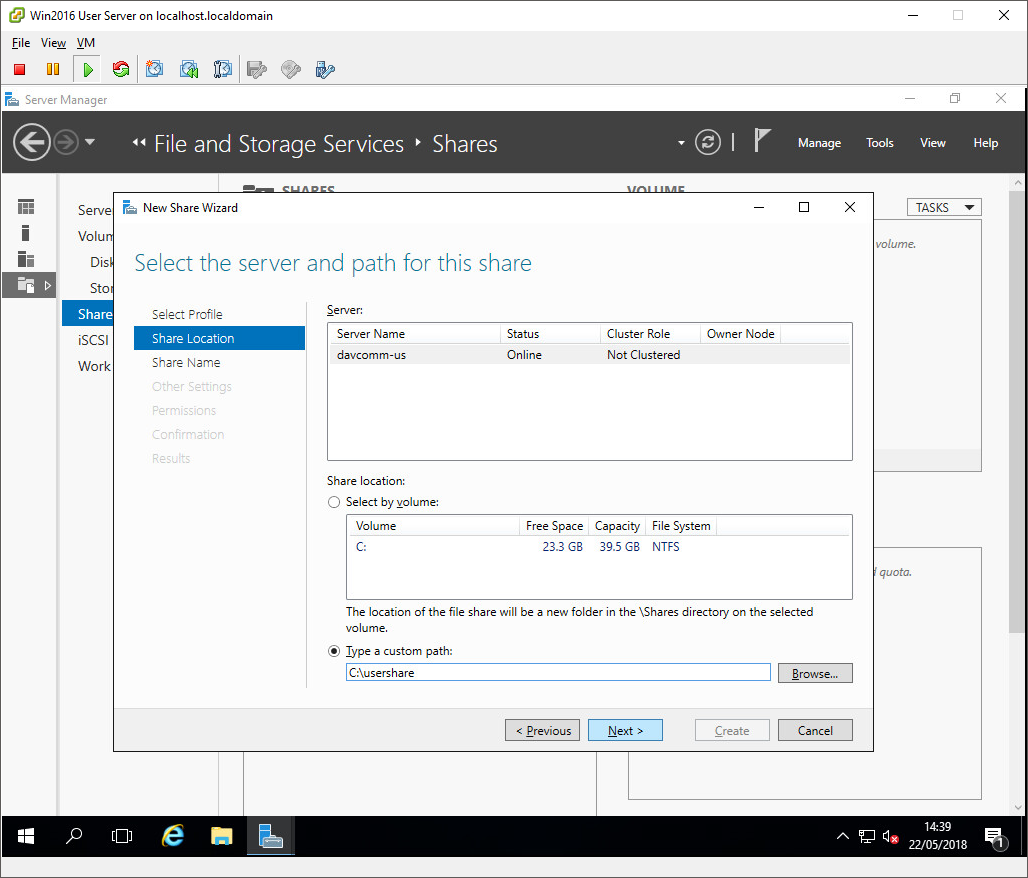 Win2016 User Server on localhost.localdomain
File View VM
Server Manager
File and Storage Services Shares
Manage Tools View Help
SHARES
VOLUME
TASKS
volume.
quota.
Share
iSCSI
Work
New Share Wizard
Select the server and path for this share
Select Profile
Share Location
Share Name
Other Settings
Permissions
Confirmation
Results
Server:
Server Name Status Cluster Role Owner Node
davcomm-us Online Not Clustered
Share location:
Select by volume:
Volume Free Space Capacity File System
C: 23.3 GB 39.5 GB NTFS
The location of the file share will be a new folder in the \Shares directory on the selected
volume.
Type a custom path:
C:\usershare
Browse...
< Previous Next > Create Cancel
14:39
22/05/2018
1